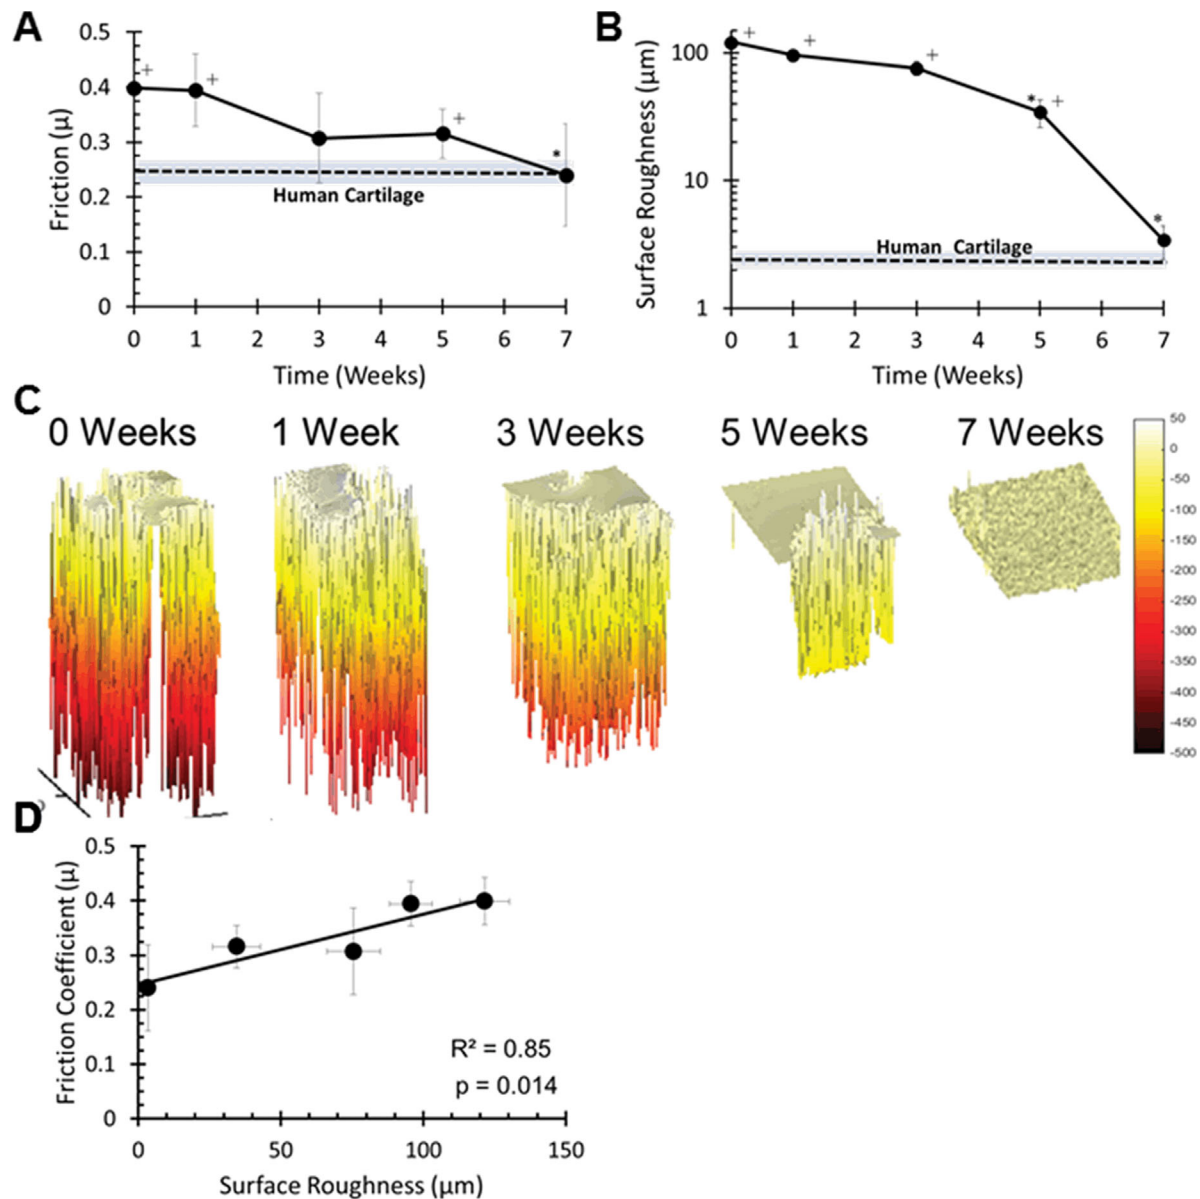 A
0.5
0.4
0.3
0.2
0.1
0
Friction (μ)
+
+
+
*
Human Cartilage
0 1 2 3 4 5 6 7
Time (Weeks)
B
100
10
1
Surface Roughness (μm)
+
+
+
* +
*
Human Cartilage
0 1 2 3 4 5 6 7
Time (Weeks)
C
0 Weeks 1 Week 3 Weeks 5 Weeks 7 Weeks
50
0
-50
-100
-150
-200
-250
-300
-350
-400
-450
-500
D
0.5
0.4
0.3
0.2
0.1
0
Friction Coefficient (μ)
R² = 0.85
p = 0.014
0 50 100 150
Surface Roughness (μm)